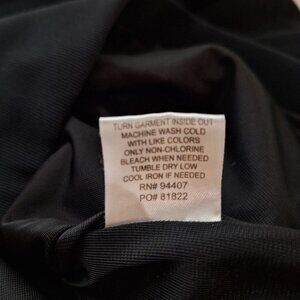 TURN GARMENT INSIDE OUT
MACHINE WASH COLD
WITH LIKE COLORS
ONLY NON-CHLORINE
BLEACH WHEN NEEDED
TUMBLE DRY LOW
COOL IRON IF NEEDED
RN# 94407
PO# 81822